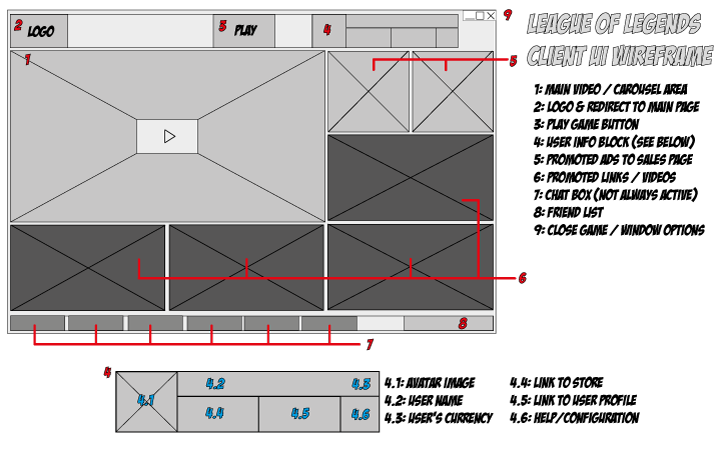 2
LOGO
3
PLAY
4
9
LEAGUE OF LEGENDS
CLIENT UI WIREFRAME
1
5
1: MAIN VIDEO / CAROUSEL AREA
2: LOGO & REDIRECT TO MAIN PAGE
3: PLAY GAME BUTTON
4: USER INFO BLOCK (SEE BELOW)
5: PROMOTED ADS TO SALES PAGE
6: PROMOTED LINKS / VIDEOS
7: CHAT BOX (NOT ALWAYS ACTIVE)
8: FRIEND LIST
9: CLOSE GAME / WINDOW OPTIONS
6
8
7
4
4.1
4.2
4.3
4.4
4.5
4.6
4.1: AVATAR IMAGE
4.2: USER NAME
4.3: USER'S CURRENCY
4.4: LINK TO STORE
4.5: LINK TO USER PROFILE
4.6: HELP/CONFIGURATION